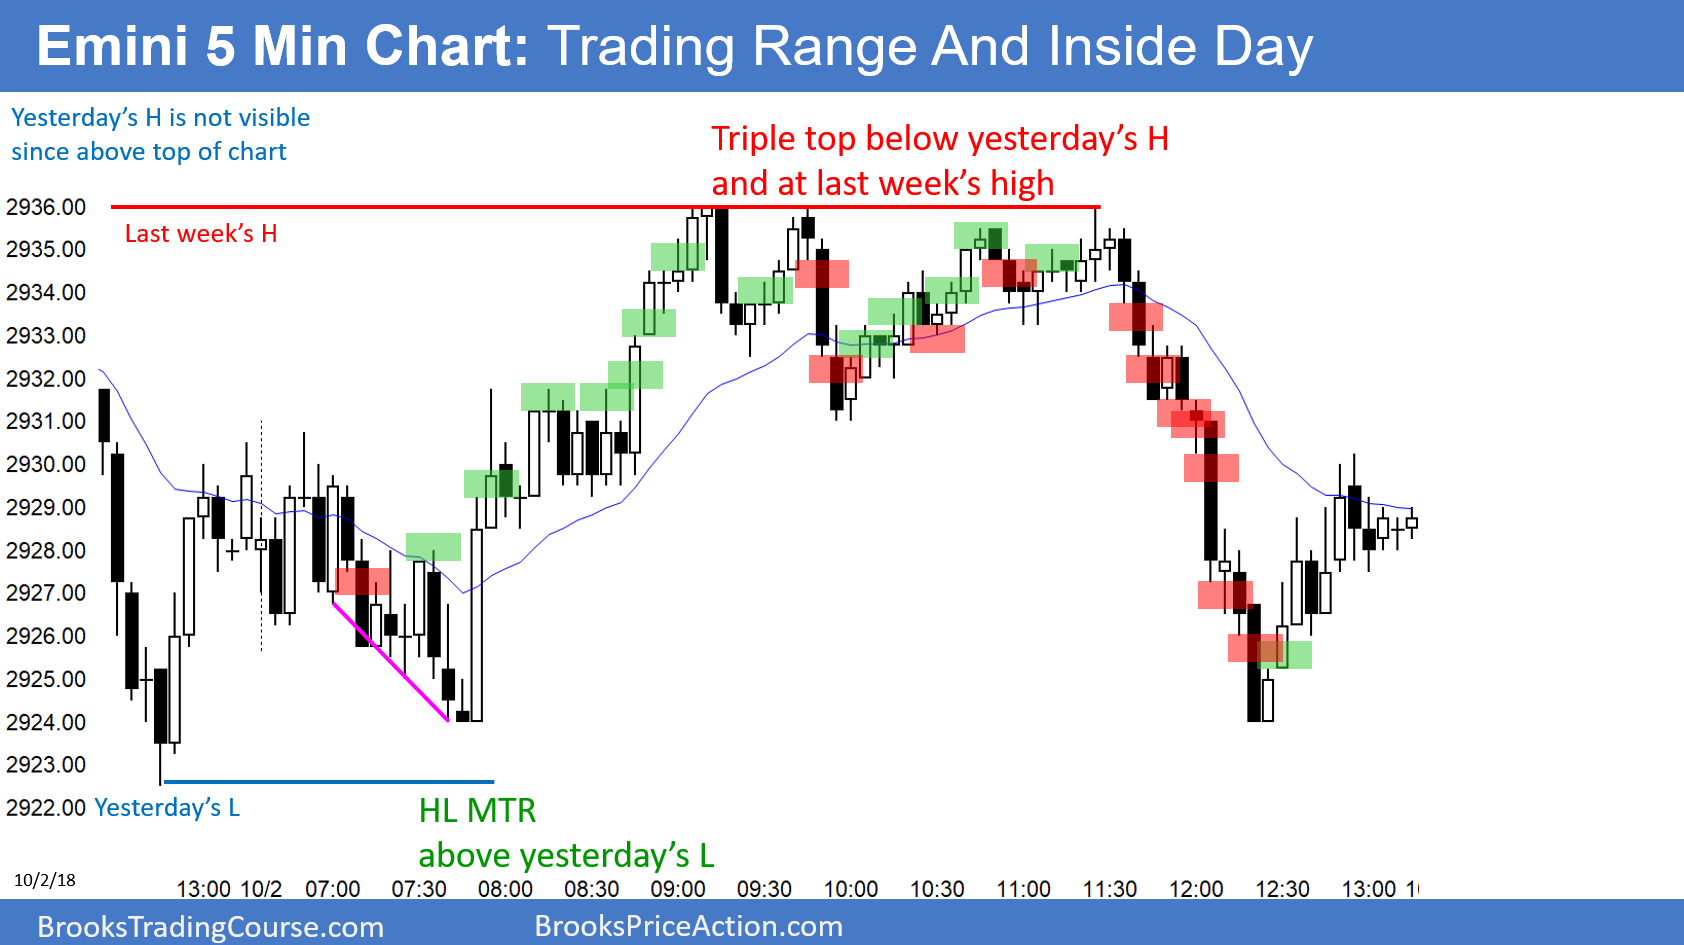 Emini 5 Min Chart: Trading Range And Inside Day
Yesterday's H is not visible
since above top of chart
Triple top below yesterday's H
and at last week's high
2936.00
Last week's H
2935.00
2934.00
2933.00
2932.00
2931.00
2930.00
2929.00
2928.00
2927.00
2926.00
2925.00
2924.00
2923.00
2922.00 Yesterday's L
HL MTR
above yesterday's L
10/2/18
13:00 10/2 07:00 07:30 08:00 08:30 09:00 09:30 10:00 10:30 11:00 11:30 12:00 12:30 13:00
BrooksTradingCourse.com BrooksPriceAction.com